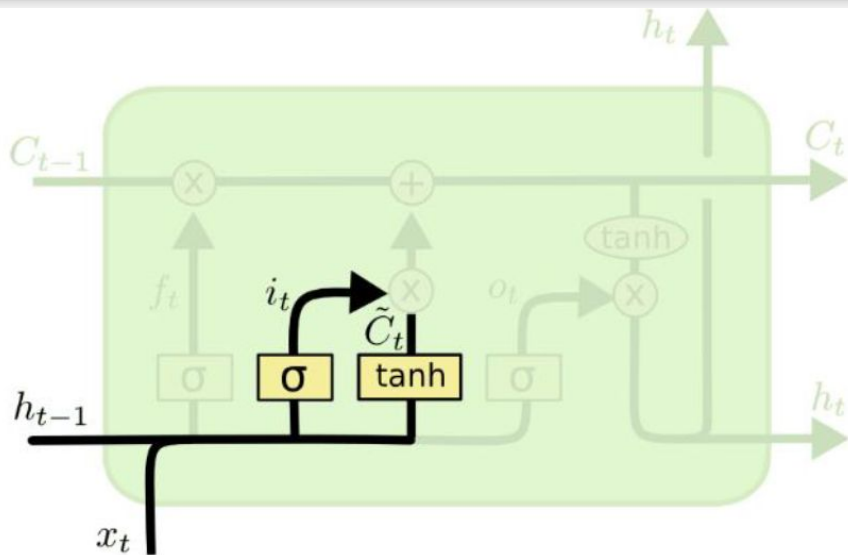 h_t
C_{t-1} × + C_t
tanh
f_t i_t × o_t ×
C̃_t
σ σ tanh σ
h_{t-1} h_t
x_t